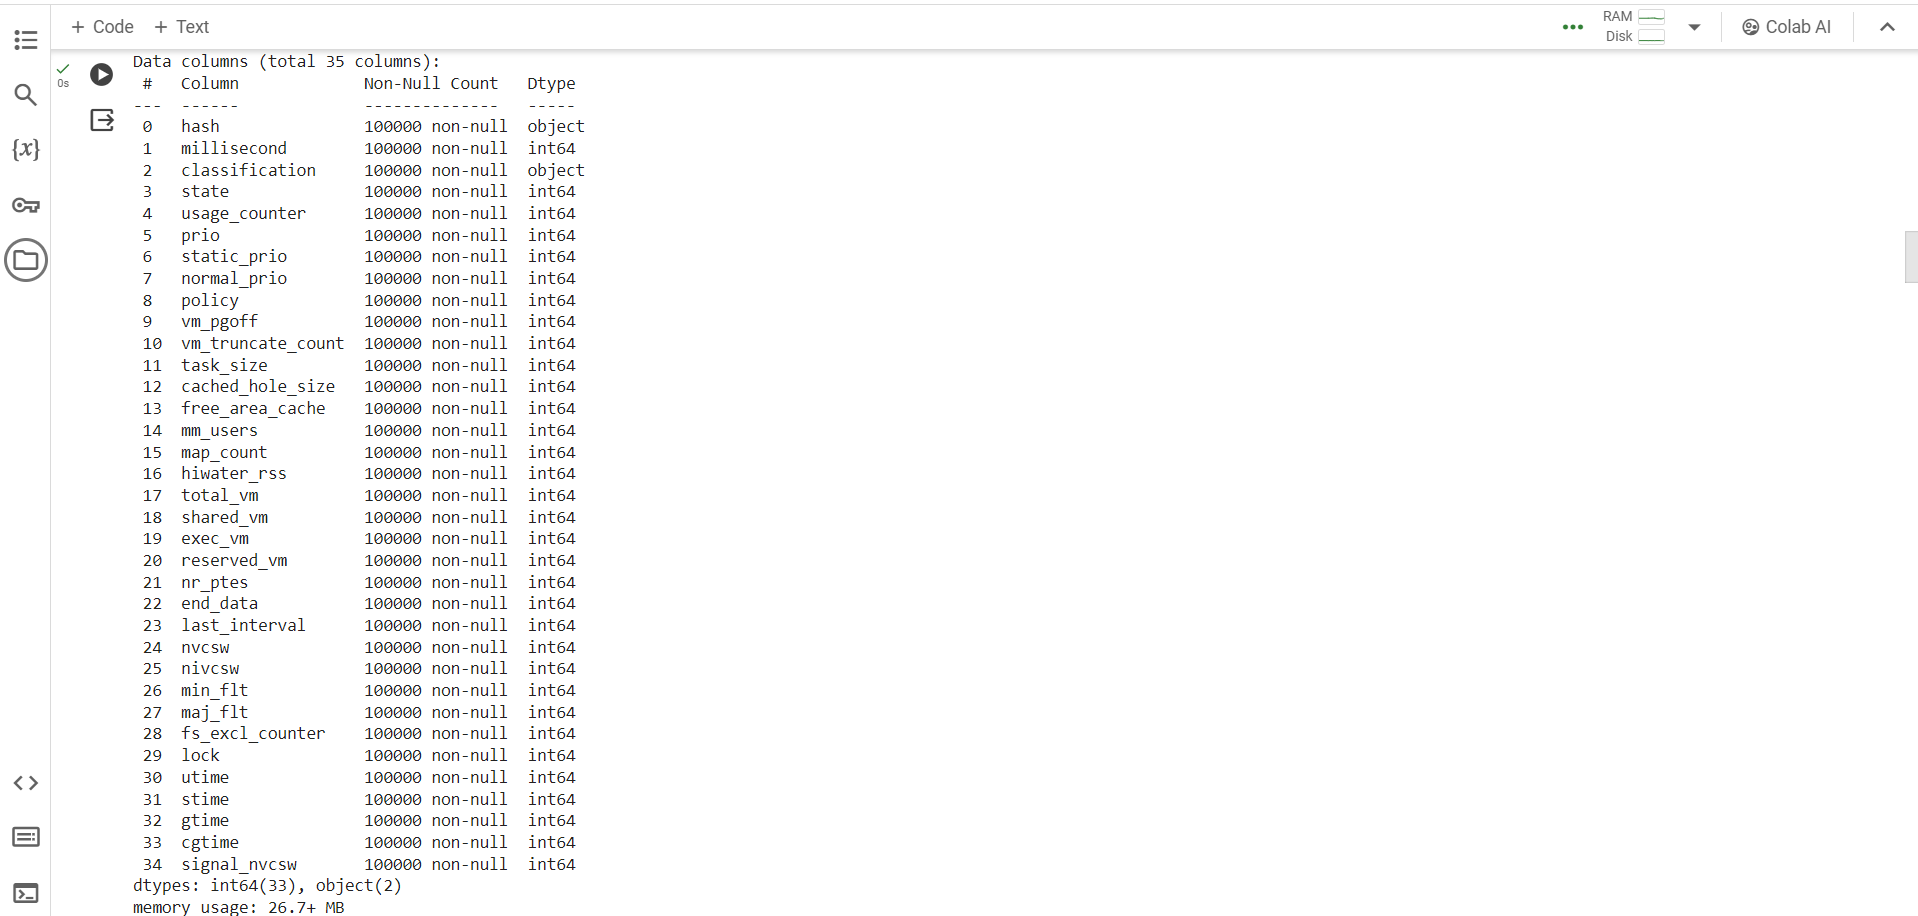 + Code + Text
RAM
Disk
Colab AI
{x}
0s
Data columns (total 35 columns):
 #   Column             Non-Null Count   Dtype
---  ------             --------------   -----
 0   hash               100000 non-null  object
 1   millisecond        100000 non-null  int64
 2   classification     100000 non-null  object
 3   state              100000 non-null  int64
 4   usage_counter      100000 non-null  int64
 5   prio               100000 non-null  int64
 6   static_prio        100000 non-null  int64
 7   normal_prio        100000 non-null  int64
 8   policy             100000 non-null  int64
 9   vm_pgoff           100000 non-null  int64
 10  vm_truncate_count  100000 non-null  int64
 11  task_size          100000 non-null  int64
 12  cached_hole_size   100000 non-null  int64
 13  free_area_cache    100000 non-null  int64
 14  mm_users           100000 non-null  int64
 15  map_count          100000 non-null  int64
 16  hiwater_rss        100000 non-null  int64
 17  total_vm           100000 non-null  int64
 18  shared_vm          100000 non-null  int64
 19  exec_vm            100000 non-null  int64
 20  reserved_vm        100000 non-null  int64
 21  nr_ptes            100000 non-null  int64
 22  end_data           100000 non-null  int64
 23  last_interval      100000 non-null  int64
 24  nvcsw              100000 non-null  int64
 25  nivcsw             100000 non-null  int64
 26  min_flt            100000 non-null  int64
 27  maj_flt            100000 non-null  int64
 28  fs_excl_counter    100000 non-null  int64
 29  lock               100000 non-null  int64
 30  utime              100000 non-null  int64
 31  stime              100000 non-null  int64
 32  gtime              100000 non-null  int64
 33  cgtime             100000 non-null  int64
 34  signal_nvcsw       100000 non-null  int64
dtypes: int64(33), object(2)
memory usage: 26.7+ MB